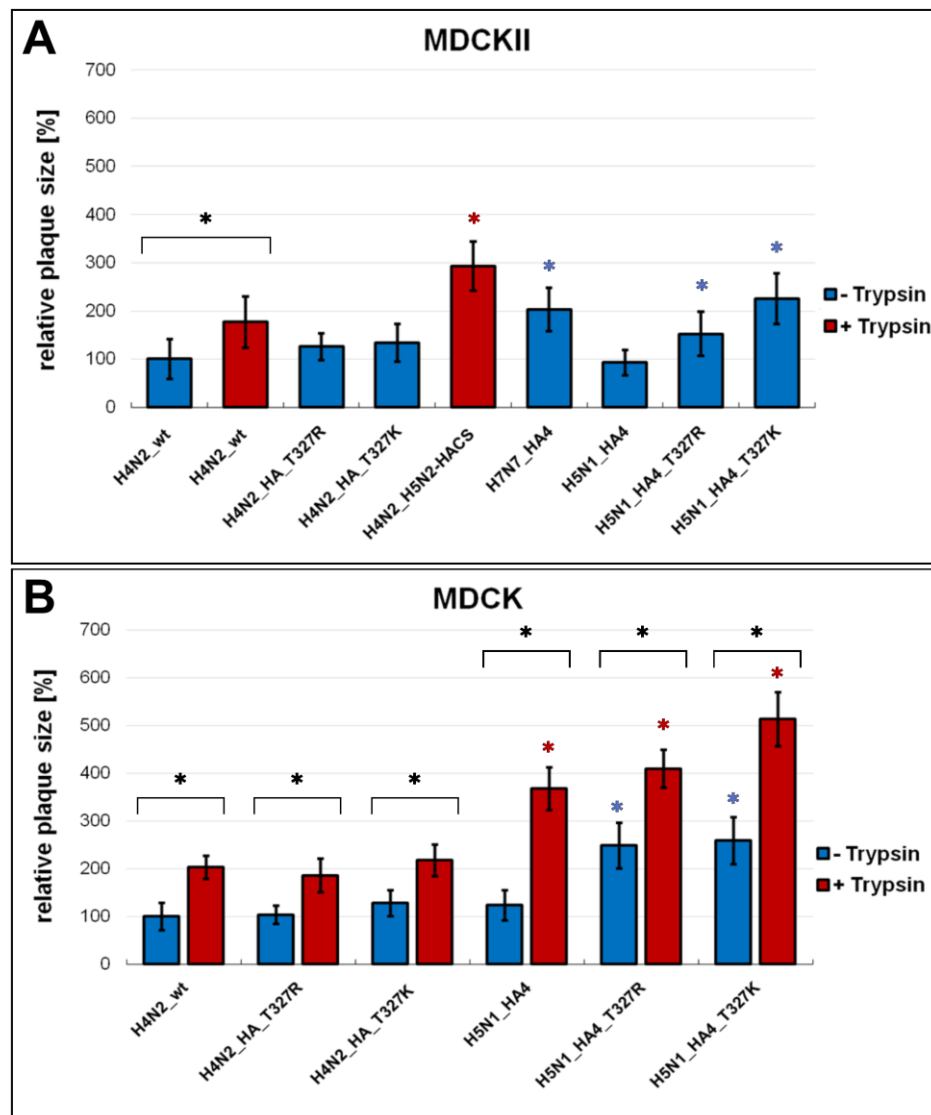 A
MDCKII
relative plaque size [%]
700
600
500
400
300
200
100
0
*
*
*
*
*
- Trypsin
+ Trypsin
H4N2_wt
H4N2_wt
H4N2_HA_T327R
H4N2_HA_T327K
H4N2_H5N2-HACS
H7N7_HA4
H5N1_HA4
H5N1_HA4_T327R
H5N1_HA4_T327K
B
MDCK
relative plaque size [%]
700
600
500
400
300
200
100
0
*
*
*
*
*
*
*
*
*
*
*
- Trypsin
+ Trypsin
H4N2_wt
H4N2_HA_T327R
H4N2_HA_T327K
H5N1_HA4
H5N1_HA4_T327R
H5N1_HA4_T327K